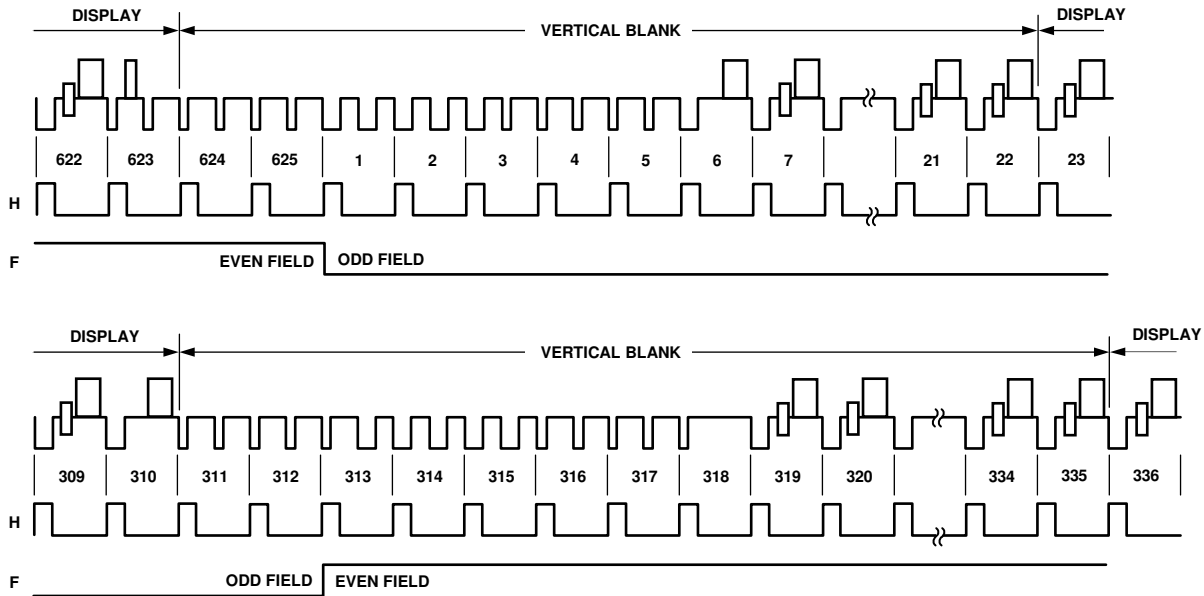 DISPLAY VERTICAL BLANK DISPLAY
622 623 624 625 1 2 3 4 5 6 7 21 22 23
H
F EVEN FIELD ODD FIELD
DISPLAY VERTICAL BLANK DISPLAY
309 310 311 312 313 314 315 316 317 318 319 320 334 335 336
H
F ODD FIELD EVEN FIELD